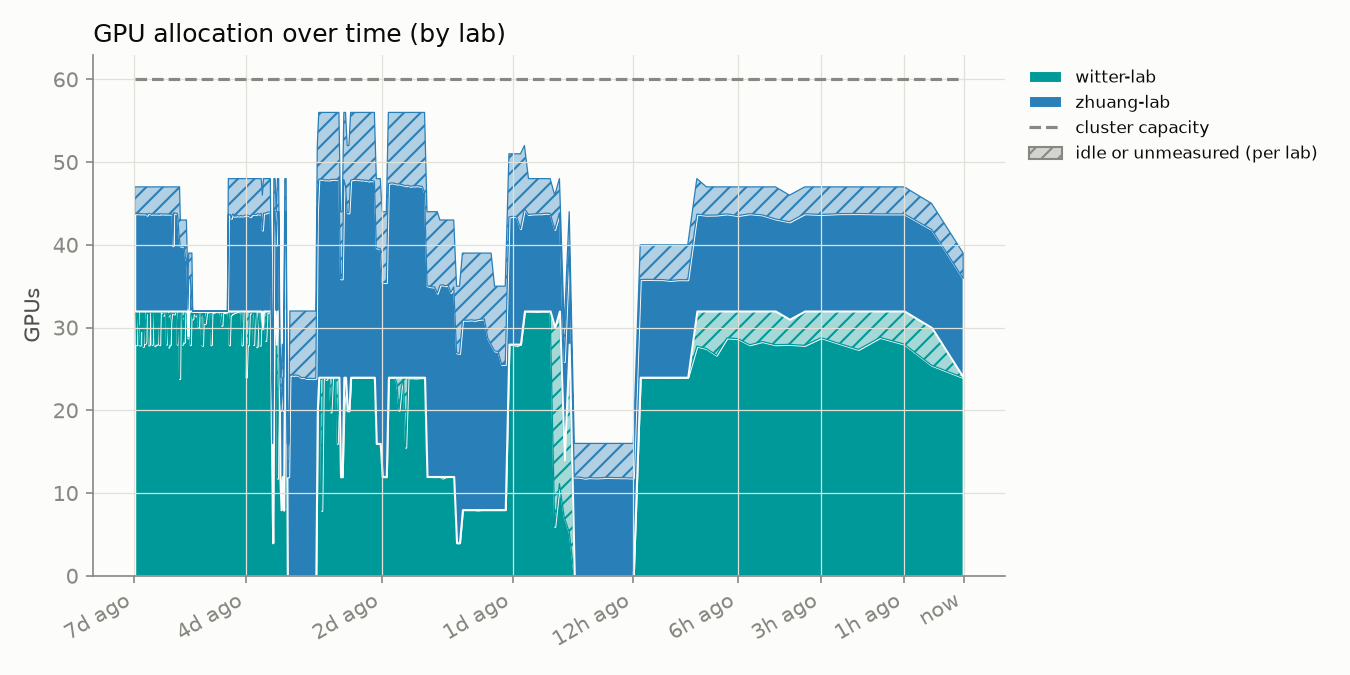 GPU allocation over time (by lab)
witter-lab
zhuang-lab
cluster capacity
idle or unmeasured (per lab)
GPUs
60
50
40
30
20
10
0
7d ago
4d ago
2d ago
1d ago
12h ago
6h ago
3h ago
1h ago
now